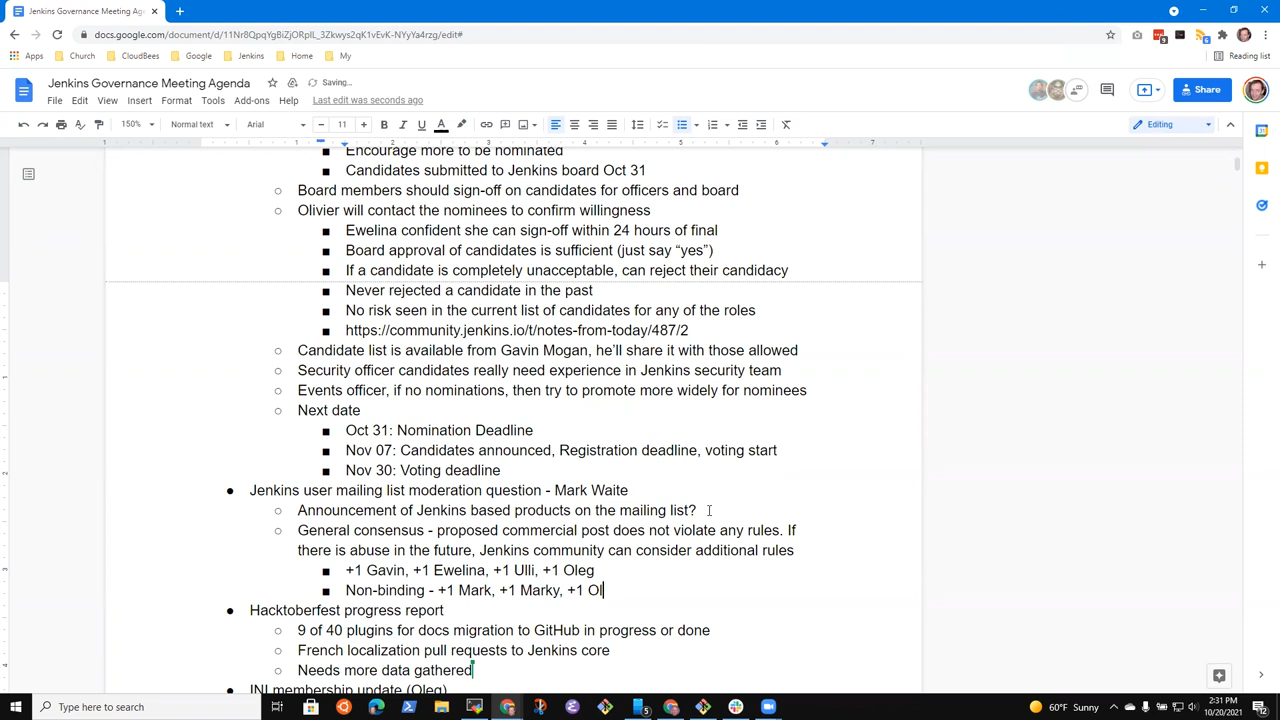 Jenkins Governance Meeting Ag
docs.google.com/document/d/11Nr8QpqYgBiZjORpIL_3Zkwys2qK1vEvK-NYyYa4rzg/edit#
Apps Church CloudBees Google Jenkins Home My Reading list
Jenkins Governance Meeting Agenda Saving...
File Edit View Insert Format Tools Add-ons Help Last edit was seconds ago
Share
150% Normal text Arial 11 Editing
1 1 2 3 4 5 6 7
Encourage more to be nominated
Candidates submitted to Jenkins board Oct 31
Board members should sign-off on candidates for officers and board
Olivier will contact the nominees to confirm willingness
Ewelina confident she can sign-off within 24 hours of final
Board approval of candidates is sufficient (just say “yes”)
If a candidate is completely unacceptable, can reject their candidacy
Never rejected a candidate in the past
No risk seen in the current list of candidates for any of the roles
https://community.jenkins.io/t/notes-from-today/487/2
Candidate list is available from Gavin Mogan, he’ll share it with those allowed
Security officer candidates really need experience in Jenkins security team
Events officer, if no nominations, then try to promote more widely for nominees
Next date
Oct 31: Nomination Deadline
Nov 07: Candidates announced, Registration deadline, voting start
Nov 30: Voting deadline
Jenkins user mailing list moderation question - Mark Waite
Announcement of Jenkins based products on the mailing list?
General consensus - proposed commercial post does not violate any rules. If
there is abuse in the future, Jenkins community can consider additional rules
+1 Gavin, +1 Ewelina, +1 Ulli, +1 Oleg
Non-binding - +1 Mark, +1 Marky, +1 Ol
Hacktoberfest progress report
9 of 40 plugins for docs migration to GitHub in progress or done
French localization pull requests to Jenkins core
Needs more data gathered
membership update (Oleg)
Type here to search
60°F Sunny
2:31 PM
10/20/2021